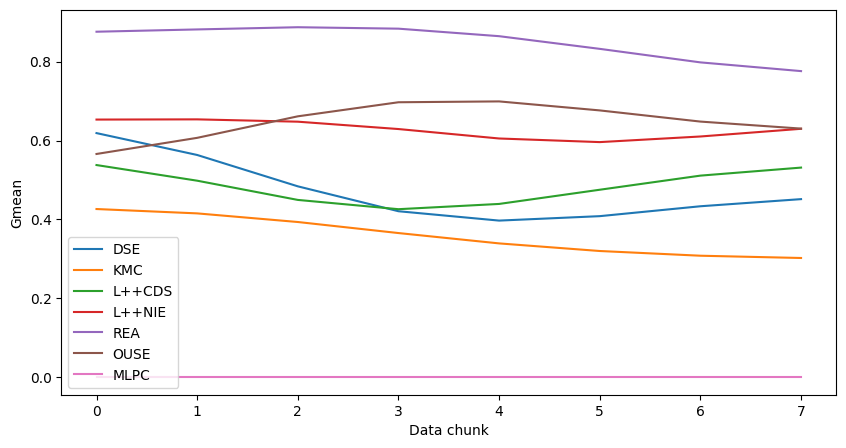 0.8
0.6
0.4
0.2
0.0
Gmean
DSE
KMC
L++CDS
L++NIE
REA
OUSE
MLPC
0 1 2 3 4 5 6 7
Data chunk